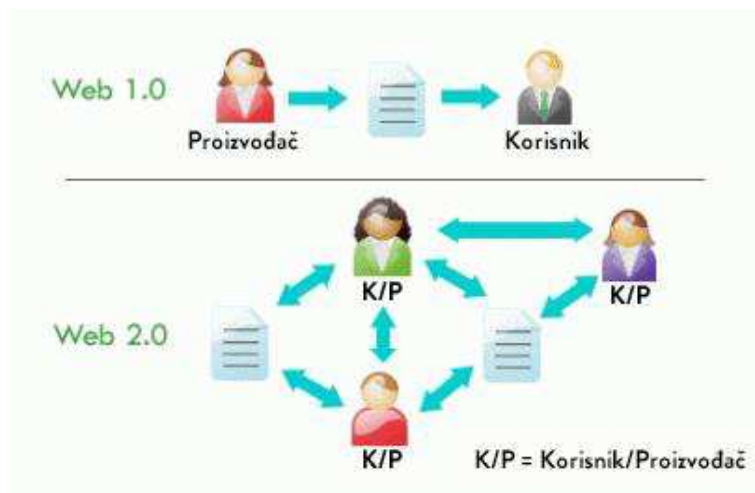 Web 1.0
Proizvođač
Korisnik
K/P
K/P
Web 2.0
K/P
K/P = Korisnik/Proizvođač